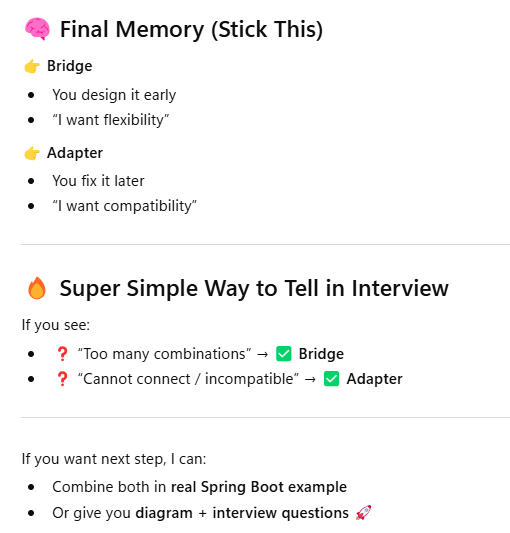 🧠 Final Memory (Stick This)
👉 Bridge
• You design it early
• “I want flexibility”
👉 Adapter
• You fix it later
• “I want compatibility”
🔥 Super Simple Way to Tell in Interview
If you see:
• ❓ “Too many combinations” → ✅ Bridge
• ❓ “Cannot connect / incompatible” → ✅ Adapter
If you want next step, I can:
• Combine both in real Spring Boot example
• Or give you diagram + interview questions 🚀